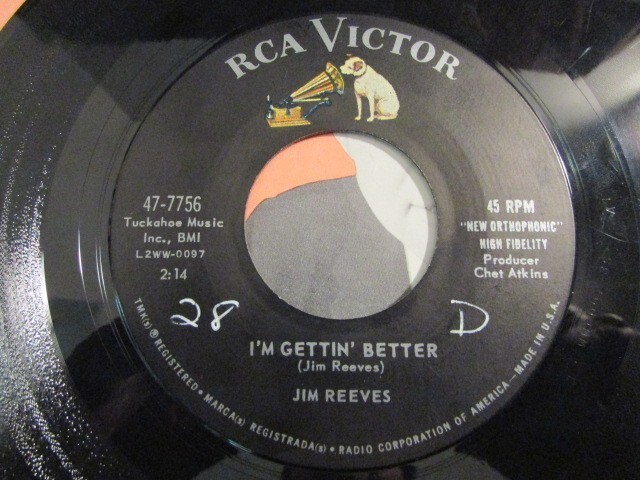 RCA VICTOR
47-7756
Tuckahoe Music
Inc., BMI
L2WW-0097
2:14
45 RPM
"NEW ORTHOPHONIC"
HIGH FIDELITY
Producer
Chet Atkins
28
D
I'M GETTIN' BETTER
(Jim Reeves)
JIM REEVES
TMK(s) ® REGISTERED • MARCA(s) REGISTRADA(s) • RADIO CORPORATION OF AMERICA — MADE IN U.S.A.